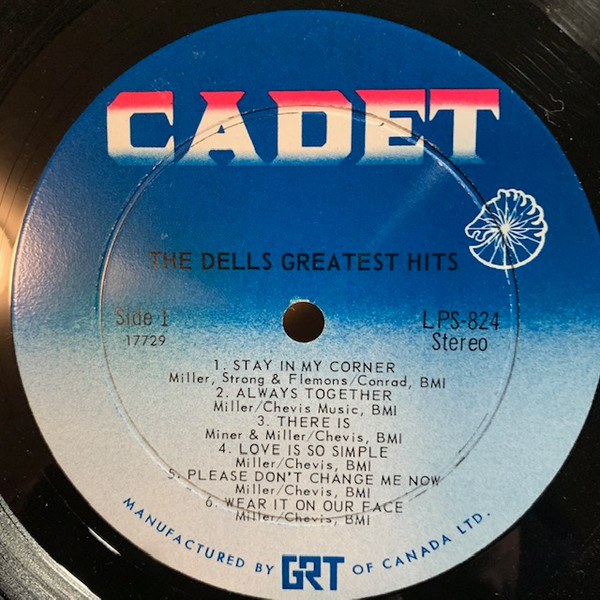 CADET
THE DELLS GREATEST HITS
Side 1
17729
LPS-824
Stereo
1. STAY IN MY CORNER
Miller, Strong & Flemons/Conrad, BMI
2. ALWAYS TOGETHER
Miller/Chevis Music, BMI
3. THERE IS
Miner & Miller/Chevis, BMI
4. LOVE IS SO SIMPLE
Miller/Chevis, BMI
5. PLEASE DON'T CHANGE ME NOW
Miller/Chevis, BMI
6. WEAR IT ON OUR FACE
Miller/Chevis, BMI
MANUFACTURED BY GRT OF CANADA LTD.